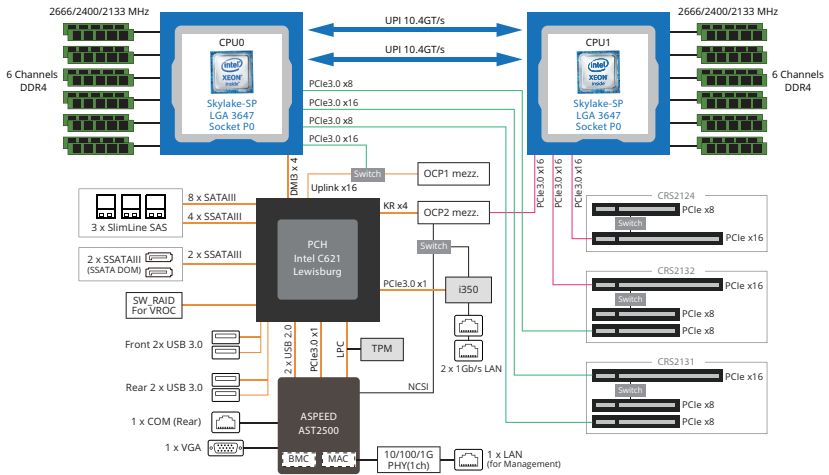 2666/2400/2133 MHz
2666/2400/2133 MHz
UPI 10.4GT/s
UPI 10.4GT/s
CPU0
intel
XEON
inside
Skylake-SP
LGA 3647
Socket P0
CPU1
intel
XEON
inside
Skylake-SP
LGA 3647
Socket P0
6 Channels
DDR4
6 Channels
DDR4
PCIe3.0 x8
PCIe3.0 x16
PCIe3.0 x8
PCIe3.0 x16
DMI3 x 4
Switch
OCP1 mezz.
Uplink x16
PCIe3.0 x16
PCIe3.0 x16
PCIe3.0 x16
8 x SATAIII
4 x SSATAIII
3 x SlimLine SAS
KR x4
OCP2 mezz.
Switch
CRS2124
PCIe x8
Switch
PCIe x16
PCH
Intel C621
Lewisburg
2 x SSATAIII
(SSATA DOM)
2 x SSATAIII
PCIe3.0 x1
i350
2 x 1Gb/s LAN
CRS2132
PCIe x16
Switch
PCIe x8
PCIe x8
SW_RAID
For VROC
Front 2x USB 3.0
Rear 2 x USB 3.0
2 x USB 2.0
PCIe3.0 x1
LPC
TPM
NCSI
CRS2131
PCIe x16
Switch
PCIe x8
PCIe x8
1 x COM (Rear)
1 x VGA
ASPEED
AST2500
BMC
MAC
10/100/1G
PHY(1ch)
1 x LAN
(for Management)